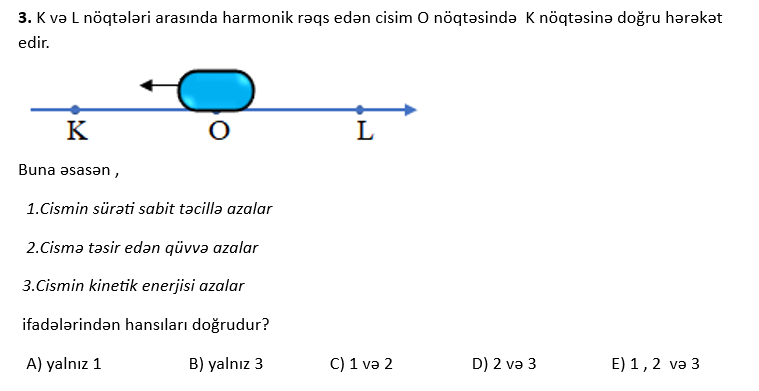 3. K və L nöqtələri arasında harmonik rəqs edən cisim O nöqtəsində K nöqtəsinə doğru hərəkət
edir.
K O L
Buna əsasən ,
1.Cismin sürəti sabit təcillə azalar
2.Cismə təsir edən qüvvə azalar
3.Cismin kinetik enerjisi azalar
ifadələrindən hansıları doğrudur?
A) yalnız 1 B) yalnız 3 C) 1 və 2 D) 2 və 3 E) 1 , 2 və 3